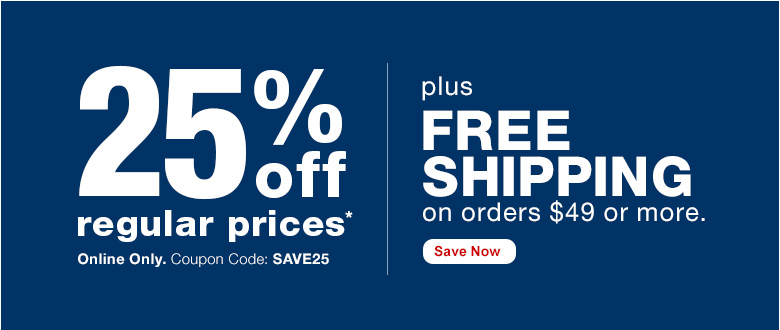 25%
off
regular prices*
Online Only. Coupon Code: SAVE25
plus
FREE
SHIPPING
on orders $49 or more.
Save Now